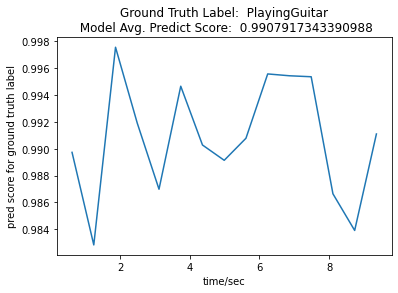 Ground Truth Label:  PlayingGuitar
Model Avg. Predict Score:  0.9907917343390988
0.998
0.996
0.994
0.992
0.990
0.988
0.986
0.984
pred score for ground truth label
2 4 6 8
time/sec